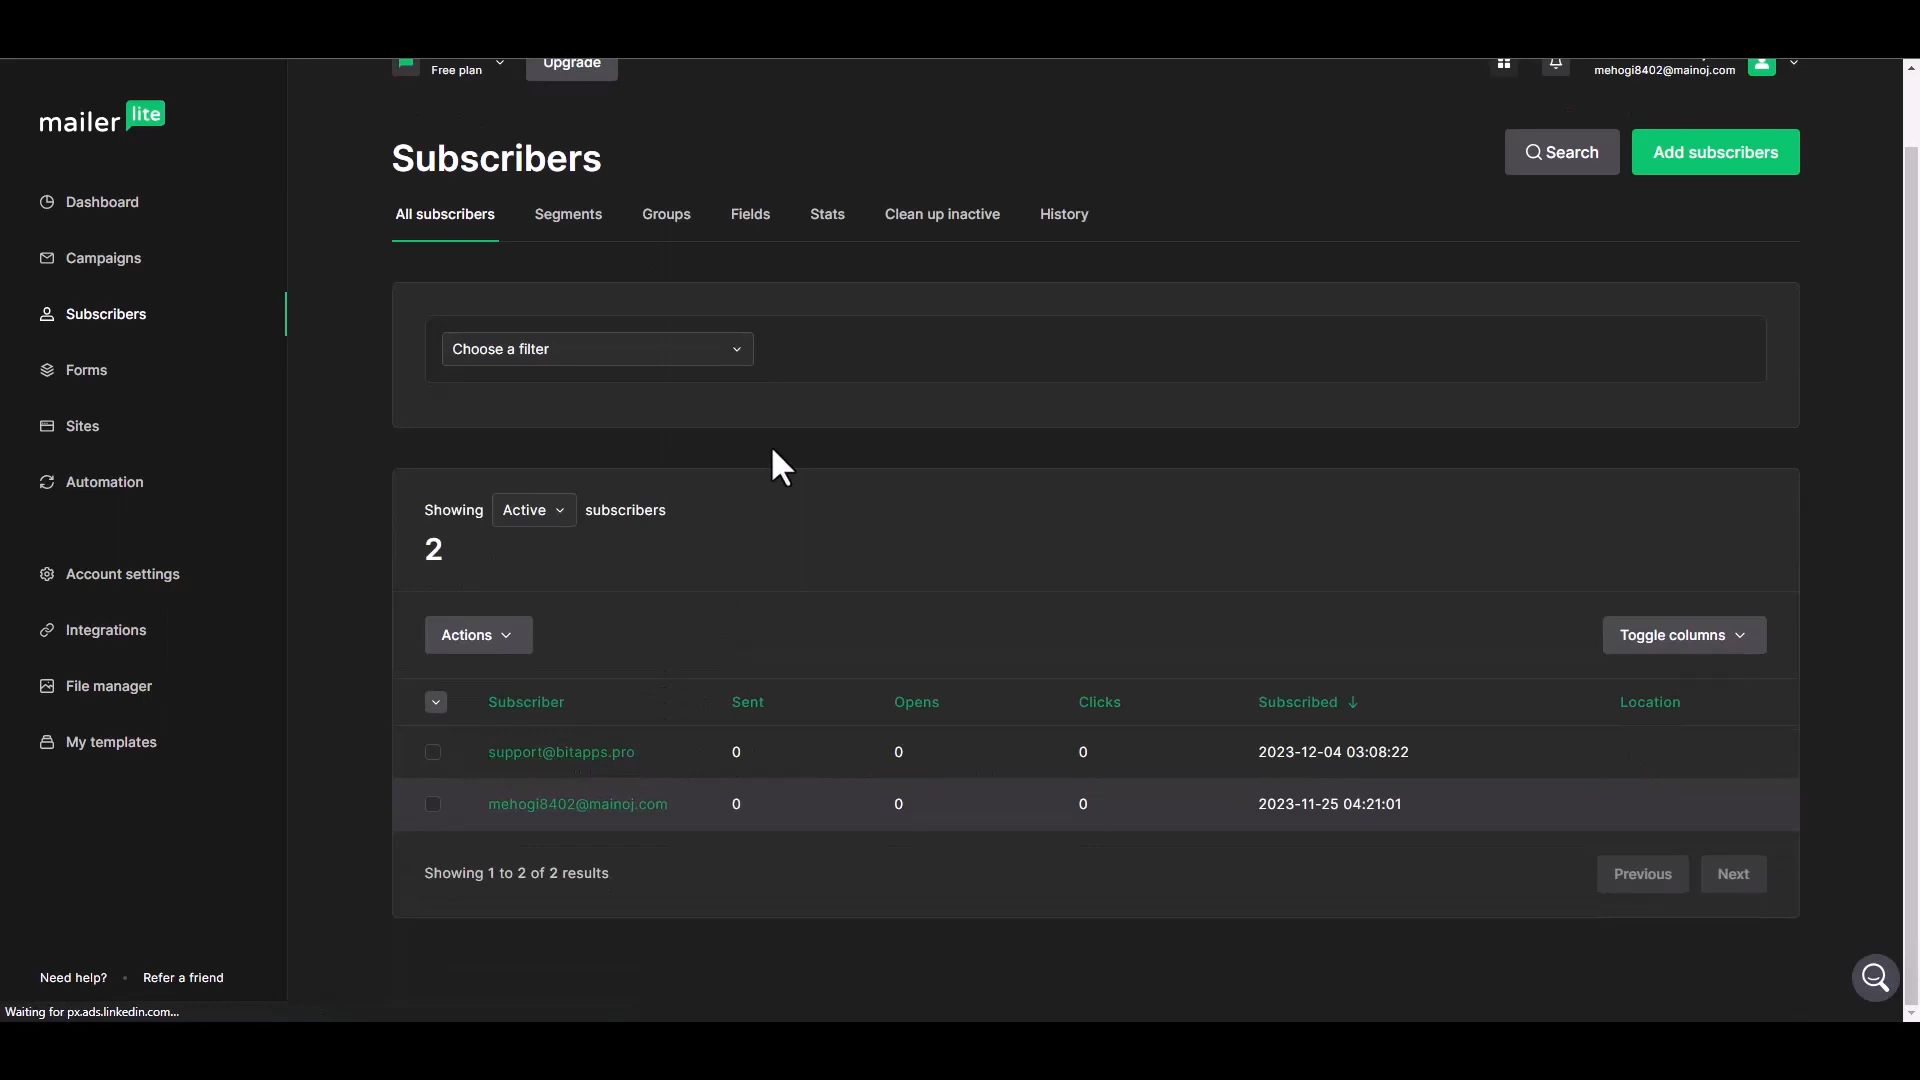 Free plan
Upgrade
mehogi8402@mainoj.com
mailer lite
Subscribers
Search
Add subscribers
All subscribers Segments Groups Fields Stats Clean up inactive History
Dashboard
Campaigns
Subscribers
Forms
Sites
Automation
Account settings
Integrations
File manager
My templates
Need help? • Refer a friend
Waiting for px.ads.linkedin.com...
Choose a filter
Showing Active subscribers
2
Actions
Toggle columns
Subscriber Sent Opens Clicks Subscribed ↓ Location
support@bitapps.pro 0 0 0 2023-12-04 03:08:22
mehogi8402@mainoj.com 0 0 0 2023-11-25 04:21:01
Showing 1 to 2 of 2 results
Previous Next